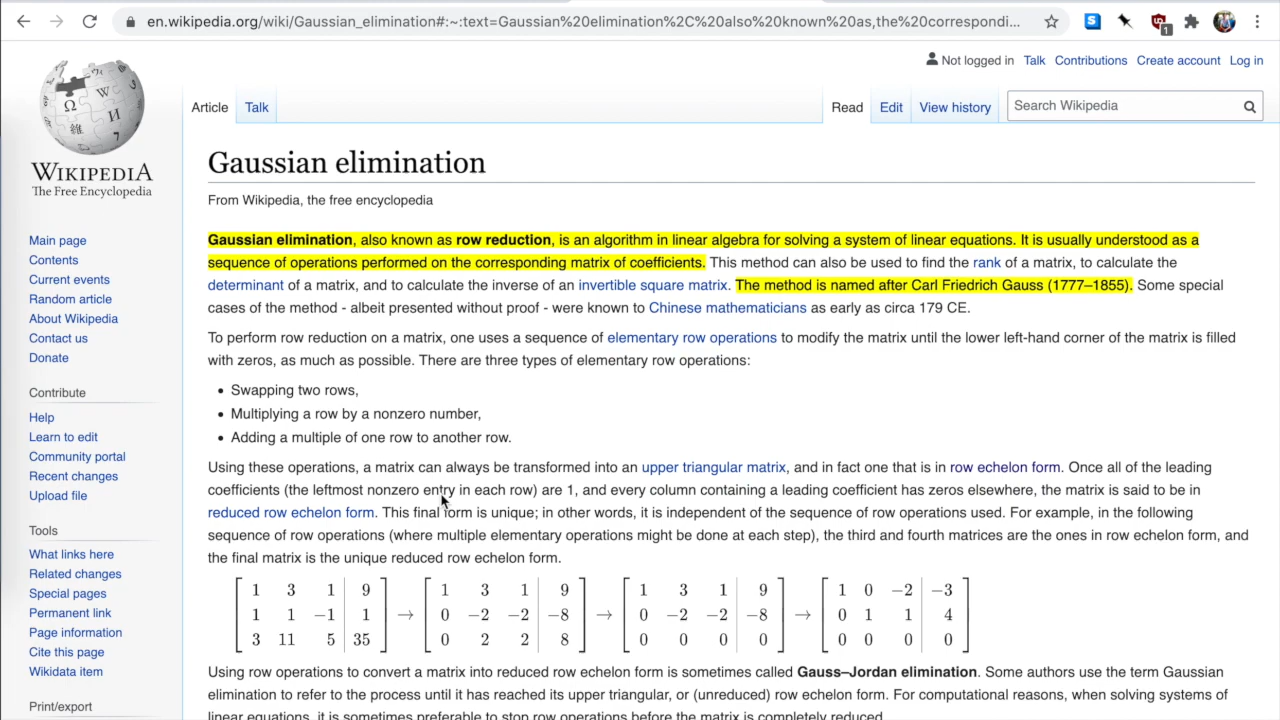 en.wikipedia.org/wiki/Gaussian_elimination#:~:text=Gaussian%20elimination%2C%20also%20known%20as,the%20correspondi...
S
1
Not logged in Talk Contributions Create account Log in
Article Talk Read Edit View history Search Wikipedia
WIKIPEDIA
The Free Encyclopedia
Main page
Contents
Current events
Random article
About Wikipedia
Contact us
Donate
Contribute
Help
Learn to edit
Community portal
Recent changes
Upload file
Tools
What links here
Related changes
Special pages
Permanent link
Page information
Cite this page
Wikidata item
Print/export
Gaussian elimination
From Wikipedia, the free encyclopedia
Gaussian elimination, also known as row reduction, is an algorithm in linear algebra for solving a system of linear equations. It is usually understood as a
sequence of operations performed on the corresponding matrix of coefficients. This method can also be used to find the rank of a matrix, to calculate the
determinant of a matrix, and to calculate the inverse of an invertible square matrix. The method is named after Carl Friedrich Gauss (1777–1855). Some special
cases of the method - albeit presented without proof - were known to Chinese mathematicians as early as circa 179 CE.
To perform row reduction on a matrix, one uses a sequence of elementary row operations to modify the matrix until the lower left-hand corner of the matrix is filled
with zeros, as much as possible. There are three types of elementary row operations:
• Swapping two rows,
• Multiplying a row by a nonzero number,
• Adding a multiple of one row to another row.
Using these operations, a matrix can always be transformed into an upper triangular matrix, and in fact one that is in row echelon form. Once all of the leading
coefficients (the leftmost nonzero entry in each row) are 1, and every column containing a leading coefficient has zeros elsewhere, the matrix is said to be in
reduced row echelon form. This final form is unique; in other words, it is independent of the sequence of row operations used. For example, in the following
sequence of row operations (where multiple elementary operations might be done at each step), the third and fourth matrices are the ones in row echelon form, and
the final matrix is the unique reduced row echelon form.
1 3 1 9 1 3 1 9 1 3 1 9 1 0 −2 −3
1 1 −1 1 → 0 −2 −2 −8 → 0 −2 −2 −8 → 0 1 1 4
3 11 5 35 0 2 2 8 0 0 0 0 0 0 0 0
Using row operations to convert a matrix into reduced row echelon form is sometimes called Gauss–Jordan elimination. Some authors use the term Gaussian
elimination to refer to the process until it has reached its upper triangular, or (unreduced) row echelon form. For computational reasons, when solving systems of
linear equations, it is sometimes preferable to stop row operations before the matrix is completely reduced.